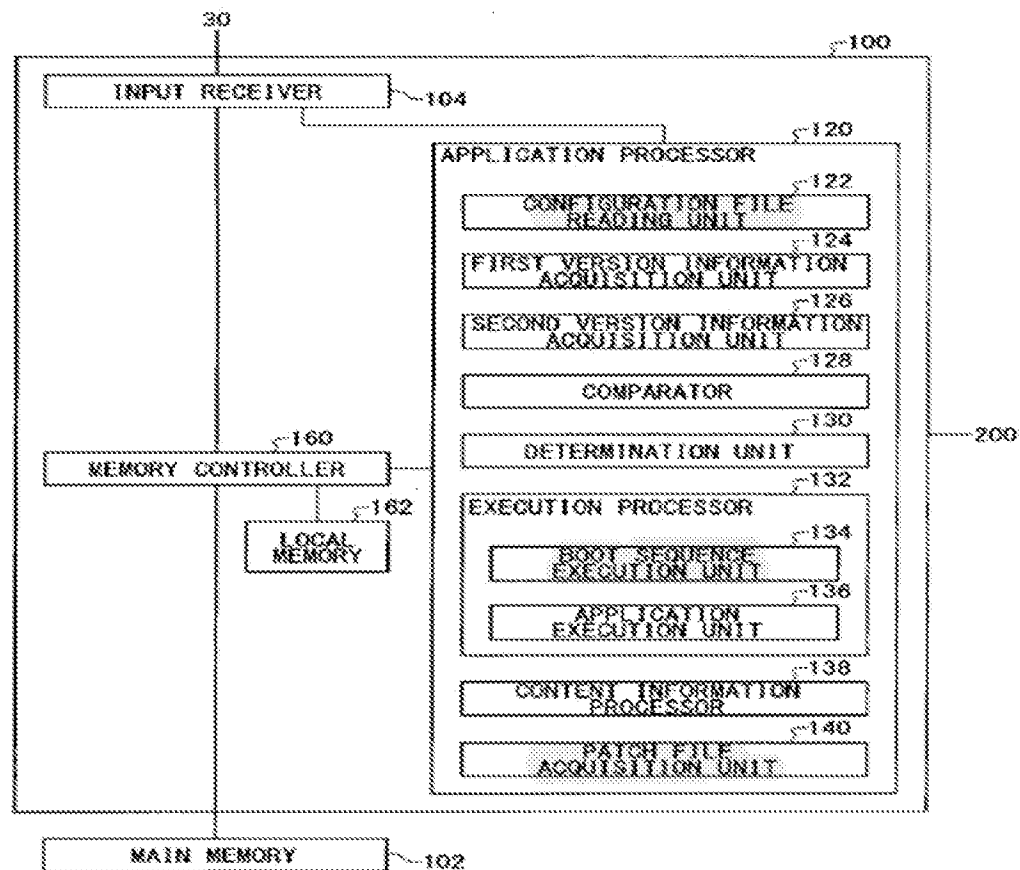 30
100
INPUT RECEIVER
104
120
APPLICATION PROCESSOR
122
CONFIGURATION FILE
READING UNIT
124
FIRST VERSION INFORMATION
ACQUISITION UNIT
126
SECOND VERSION INFORMATION
ACQUISITION UNIT
128
COMPARATOR
130
DETERMINATION UNIT
200
160
MEMORY CONTROLLER
162
LOCAL
MEMORY
132
EXECUTION PROCESSOR
134
BOOT SEQUENCE
EXECUTION UNIT
136
APPLICATION
EXECUTION UNIT
138
CONTENT INFORMATION
PROCESSOR
140
PATCH FILE
ACQUISITION UNIT
MAIN MEMORY
102